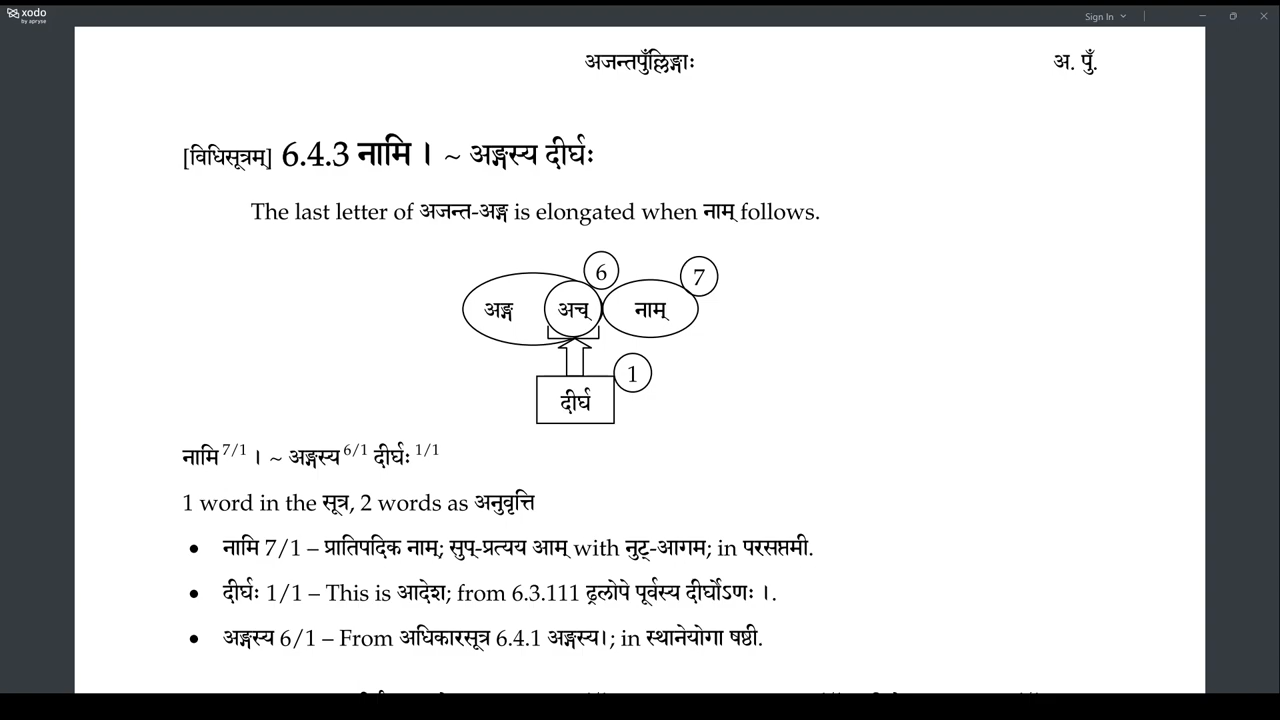 xodo
by apryse
Sign In
अजन्तपुँल्लिङ्गाः
अ. पुँ.
[विधिसूत्रम्] 6.4.3 नामि । ~ अङ्गस्य दीर्घः
The last letter of अजन्त-अङ्ग is elongated when नाम् follows.
6
7
अङ्ग अच् नाम्
1
दीर्घ
नामि 7/1 । ~ अङ्गस्य 6/1 दीर्घः 1/1
1 word in the सूत्र, 2 words as अनुवृत्ति
• नामि 7/1 – प्रातिपदिक नाम्; सुप्-प्रत्यय आम् with नुट्-आगम; in परसप्तमी.
• दीर्घः 1/1 – This is आदेश; from 6.3.111 ढ्रलोपे पूर्वस्य दीर्घोऽणः ।.
• अङ्गस्य 6/1 – From अधिकारसूत्र 6.4.1 अङ्गस्य।; in स्थानेयोगा षष्ठी.